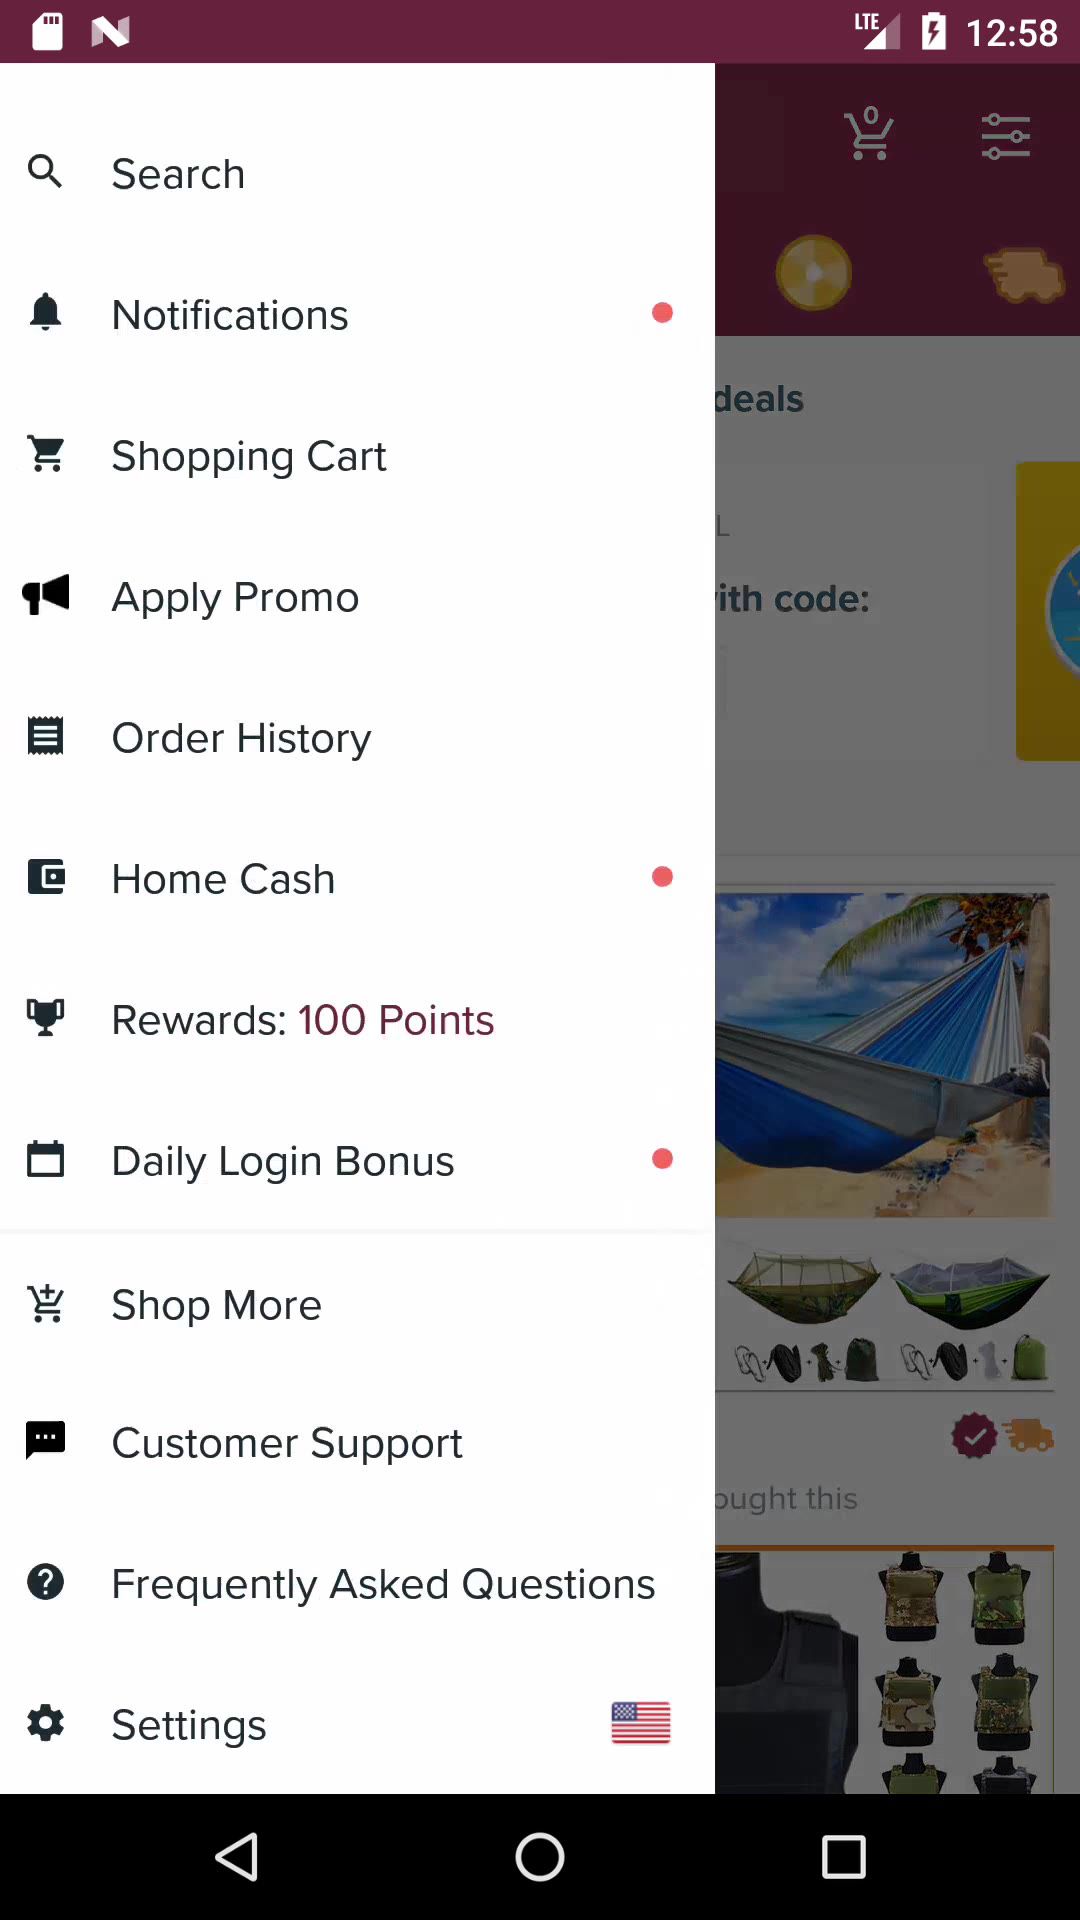 LTE 12:58
0
Search
Notifications
deals
Shopping Cart
L
Apply Promo
ith code:
Order History
Home Cash
Rewards: 100 Points
Daily Login Bonus
Shop More
Customer Support
ought this
Frequently Asked Questions
Settings